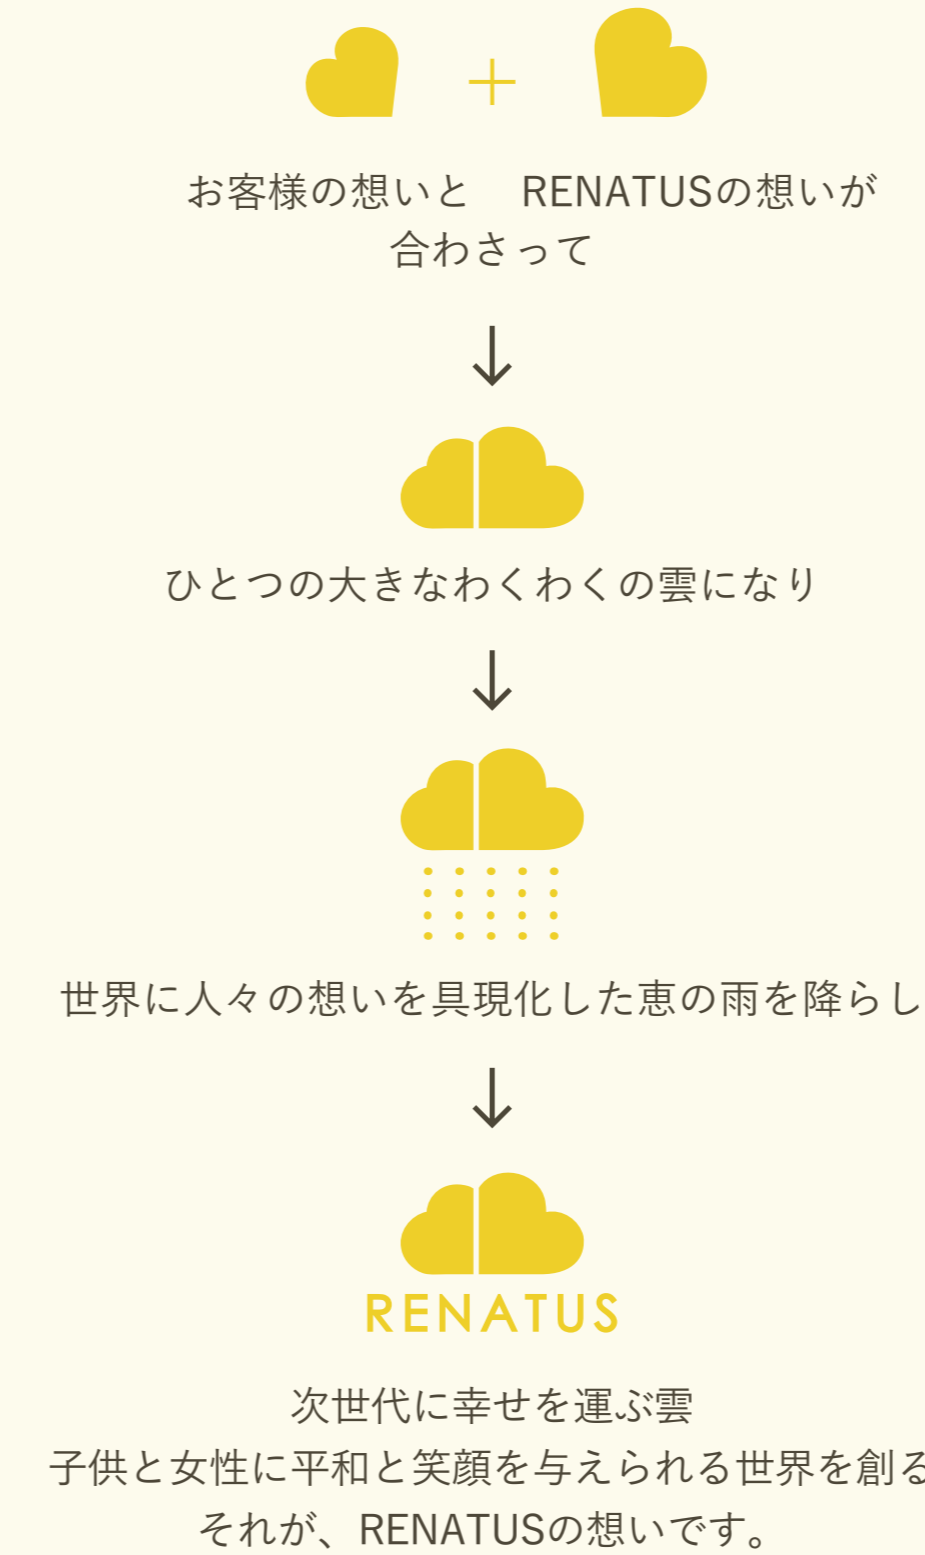 お客様の想いと　RENATUSの想いが
合わさって
ひとつの大きなわくわくの雲になり
世界に人々の想いを具現化した恵の雨を降らし
RENATUS
次世代に幸せを運ぶ雲
子供と女性に平和と笑顔を与えられる世界を創る
それが、RENATUSの想いです。